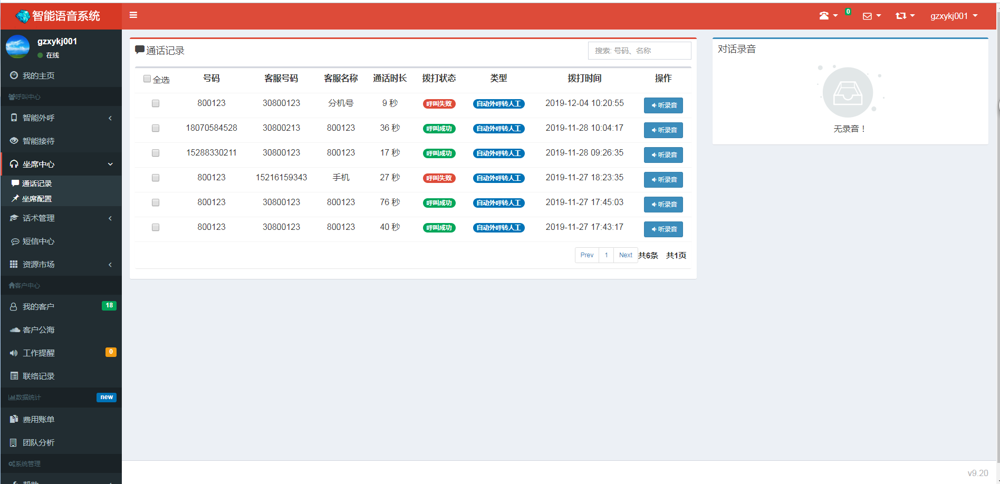 智能语音系统
0
gzxykj001
gzxykj001
在线
我的主页
呼叫中心
智能外呼
智能接待
坐席中心
通话记录
坐席配置
话术管理
短信中心
资源市场
客户中心
我的客户 18
客户公海
工作提醒 0
联络记录
数据统计 new
费用账单
团队分析
系统管理
通话记录
搜索: 号码、名称
全选 号码 客服号码 客服名称 通话时长 拨打状态 类型 拨打时间 操作
800123 30800123 分机号 9 秒 呼叫失败 自动外呼转人工 2019-12-04 10:20:55 听录音
18070584528 30800213 800123 36 秒 呼叫成功 自动外呼转人工 2019-11-28 10:04:17 听录音
15288330211 30800123 800123 17 秒 呼叫成功 自动外呼转人工 2019-11-28 09:26:35 听录音
800123 15216159343 手机 27 秒 呼叫失败 自动外呼转人工 2019-11-27 18:23:35 听录音
800123 30800123 800123 76 秒 呼叫成功 自动外呼转人工 2019-11-27 17:45:03 听录音
800123 30800123 800123 40 秒 呼叫成功 自动外呼转人工 2019-11-27 17:43:17 听录音
Prev 1 Next 共6条 共1页
对话录音
无录音！
v9.20